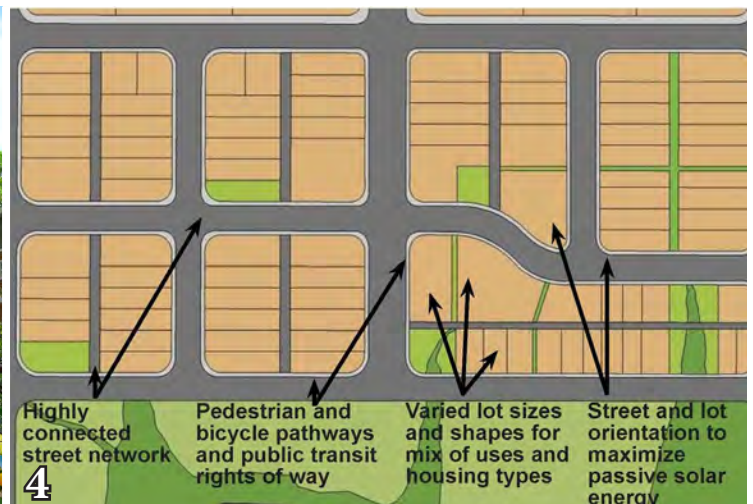 Highly
connected
street network
Pedestrian and
bicycle pathways
and public transit
rights of way
Varied lot sizes
and shapes for
mix of uses and
housing types
Street and lot
orientation to
maximize
passive solar
energy
4